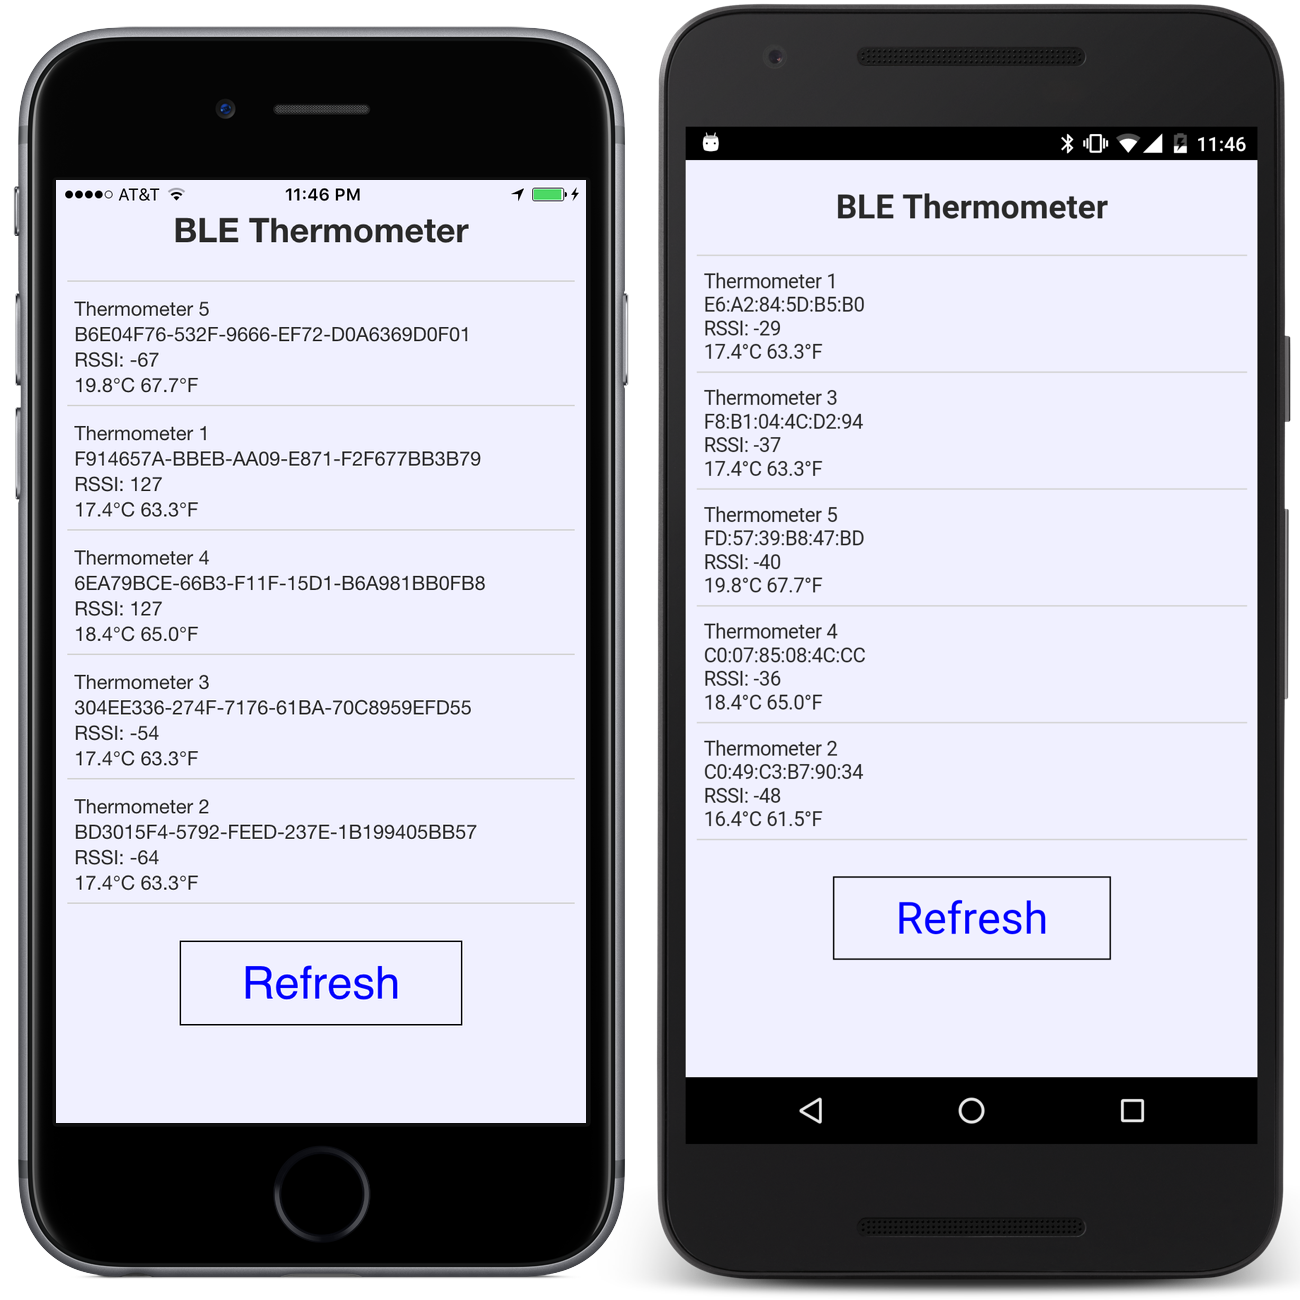 AT&T 11:46 PM
BLE Thermometer
Thermometer 5
B6E04F76-532F-9666-EF72-D0A6369D0F01
RSSI: -67
19.8°C 67.7°F
Thermometer 1
F914657A-BBEB-AA09-E871-F2F677BB3B79
RSSI: 127
17.4°C 63.3°F
Thermometer 4
6EA79BCE-66B3-F11F-15D1-B6A981BB0FB8
RSSI: 127
18.4°C 65.0°F
Thermometer 3
304EE336-274F-7176-61BA-70C8959EFD55
RSSI: -54
17.4°C 63.3°F
Thermometer 2
BD3015F4-5792-FEED-237E-1B199405BB57
RSSI: -64
17.4°C 63.3°F
Refresh
11:46
BLE Thermometer
Thermometer 1
E6:A2:84:5D:B5:B0
RSSI: -29
17.4°C 63.3°F
Thermometer 3
F8:B1:04:4C:D2:94
RSSI: -37
17.4°C 63.3°F
Thermometer 5
FD:57:39:B8:47:BD
RSSI: -40
19.8°C 67.7°F
Thermometer 4
C0:07:85:08:4C:CC
RSSI: -36
18.4°C 65.0°F
Thermometer 2
C0:49:C3:B7:90:34
RSSI: -48
16.4°C 61.5°F
Refresh